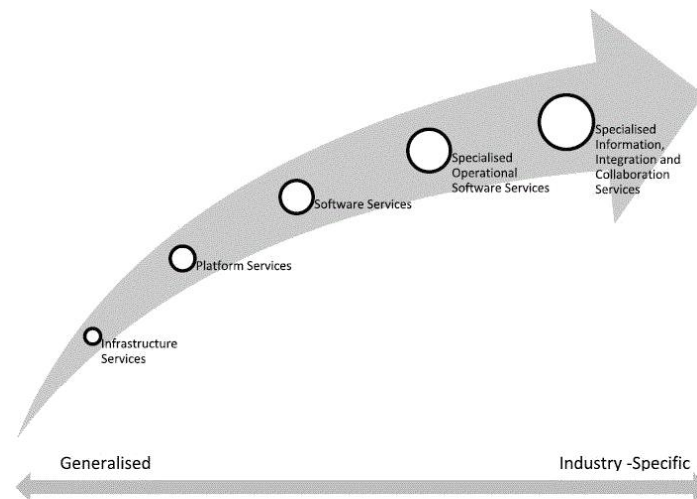 Specialised
Information,
Integration and
Collaboration
Services
Specialised
Operational
Software Services
Software Services
Platform Services
Infrastructure
Services
Generalised
Industry -Specific